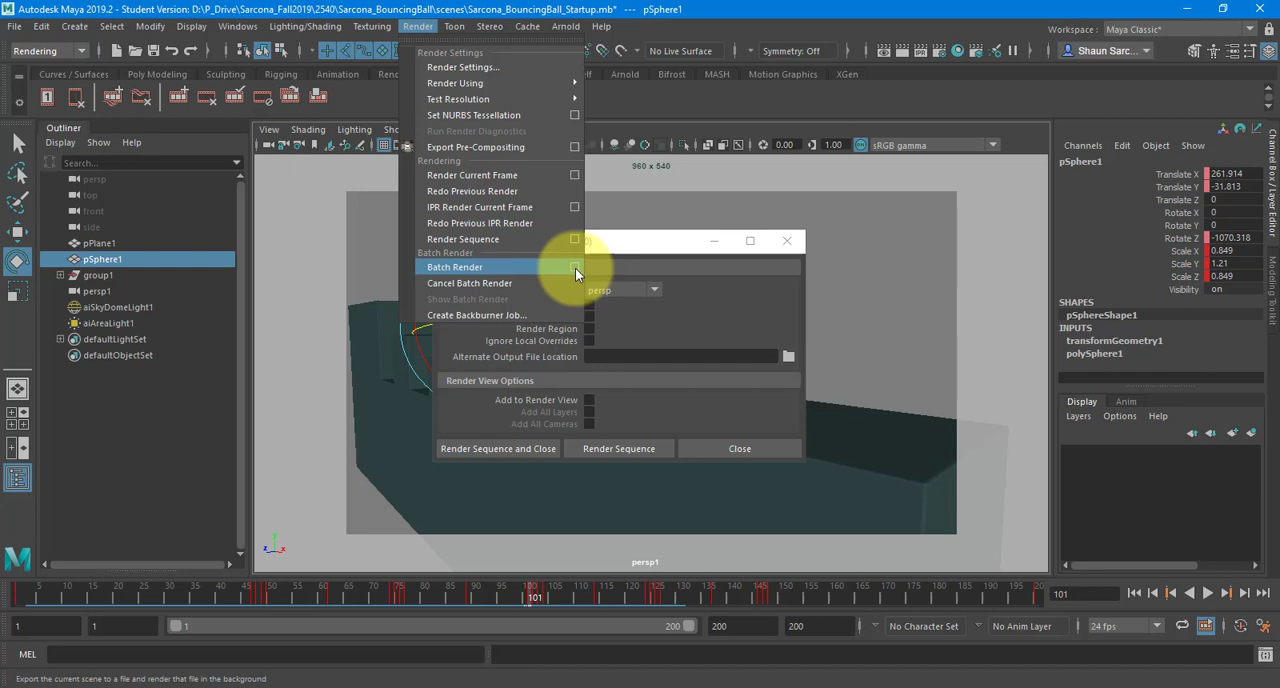 Autodesk Maya 2019.2 - Student Version: D:\P_Drive\Sarcona_Fall2019\2540\Sarcona_BouncingBall\scenes\Sarcona_BouncingBall_Startup.mb* --- pSphere1
File Edit Create Select Modify Display Windows Lighting/Shading Texturing Render Toon Stereo Cache Arnold Help
Workspace : Maya Classic*
Rendering No Live Surface Symmetry: Off Shaun Sarc...
Curves / Surfaces Poly Modeling Sculpting Rigging Animation Arnold Bifrost MASH Motion Graphics XGen
Render Settings
Render Settings...
Render Using
Test Resolution
Set NURBS Tessellation
Run Render Diagnostics
Export Pre-Compositing
Rendering
Render Current Frame
Redo Previous Render
IPR Render Current Frame
Redo Previous IPR Render
Render Sequence
Batch Render
Batch Render
Cancel Batch Render
Show Batch Render
Create Backburner Job...
Outliner
Display Show Help
Search...
persp
top
front
side
pPlane1
pSphere1
group1
persp1
aiSkyDomeLight1
aiAreaLight1
defaultLightSet
defaultObjectSet
View Shading Lighting
0.00 1.00 sRGB gamma
960 x 540
persp
Render Region
Ignore Local Overrides
Alternate Output File Location
Render View Options
Add to Render View
Add All Layers
Add All Cameras
Render Sequence and Close Render Sequence Close
persp1
Channels Edit Object Show
pSphere1
Translate X 261.914
Translate Y -31.813
Translate Z 0
Rotate X 0
Rotate Y 0
Rotate Z -1070.318
Scale X 0.849
Scale Y 1.21
Scale Z 0.849
Visibility on
SHAPES
pSphereShape1
INPUTS
transformGeometry1
polySphere1
Display Anim
Layers Options Help
Channel Box / Layer Editor
Modeling Toolkit
5 10 15 20 25 30 35 40 45 50 55 60 65 70 75 80 85 90 95 100 105 110 115 120 125 130 135 140 145 150 155 160 165 170 175 180 185 190 195 20
101
101
1 1 1 200 200 200 No Character Set No Anim Layer 24 fps
MEL
Export the current scene to a file and render that file in the background